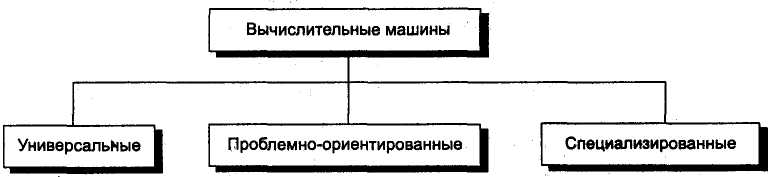 Вычислительные машины
Универсальные
Проблемно-ориентированные
Специализированные